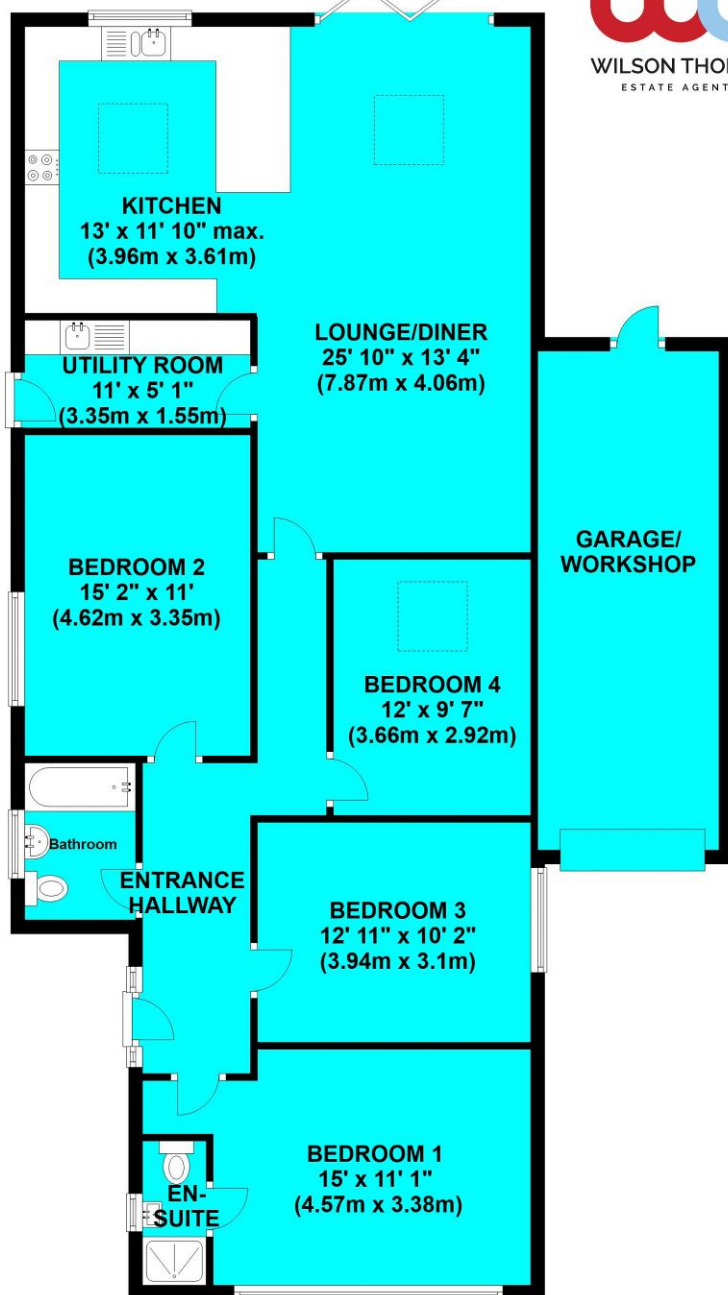 WILSON
ESTATE
KITCHEN
13' x 11' 10" max.
(3.96m x 3.61m)
LOUNGE/DINER
25' 10" x 13' 4"
(7.87m x 4.06m)
UTILITY ROOM
11' x 5' 1"
(3.35m x 1.55m)
GARAGE/
WORKSHOP
BEDROOM 2
15' 2" x 11'
(4.62m x 3.35m)
BEDROOM 4
12' x 9' 7"
(3.66m x 2.92m)
Bathroom
ENTRANCE
HALLWAY
BEDROOM 3
12' 11" x 10' 2"
(3.94m x 3.1m)
BEDROOM 1
15' x 11' 1"
(4.57m x 3.38m)
EN-
SUITE